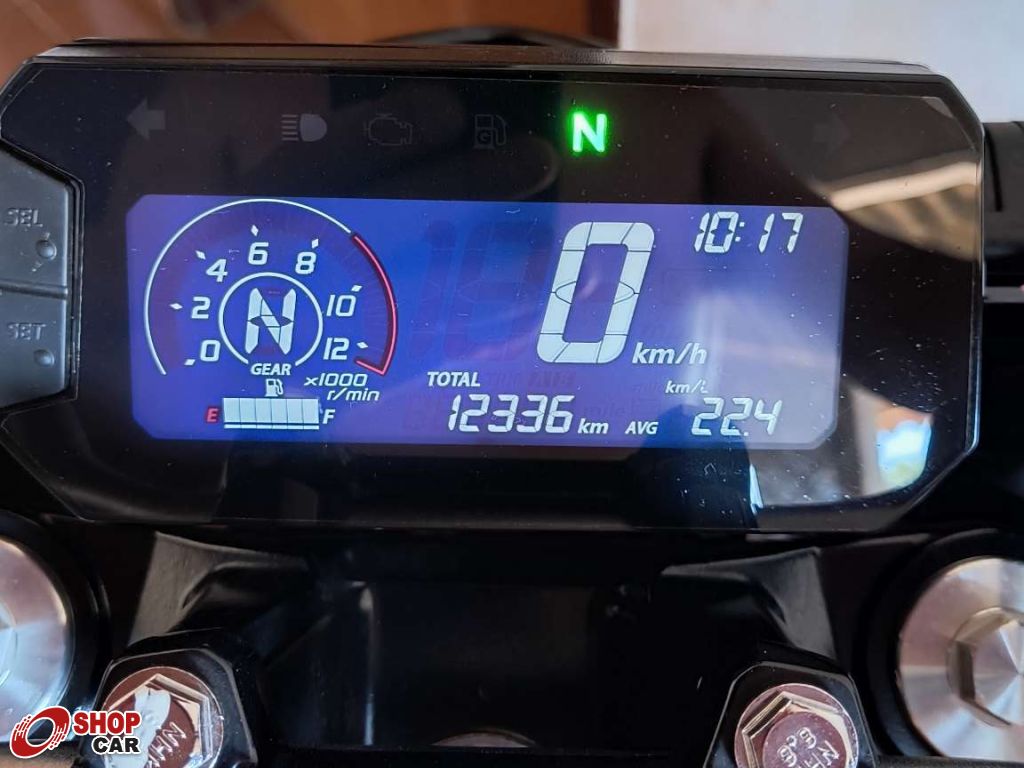 N
SEL
SET
10:17
0 2 4 6 8 10 12
N
GEAR
x1000
r/min
0 km/h
E F
TOTAL
12336 km
km/L
AVG 22.4
SHOP
CAR